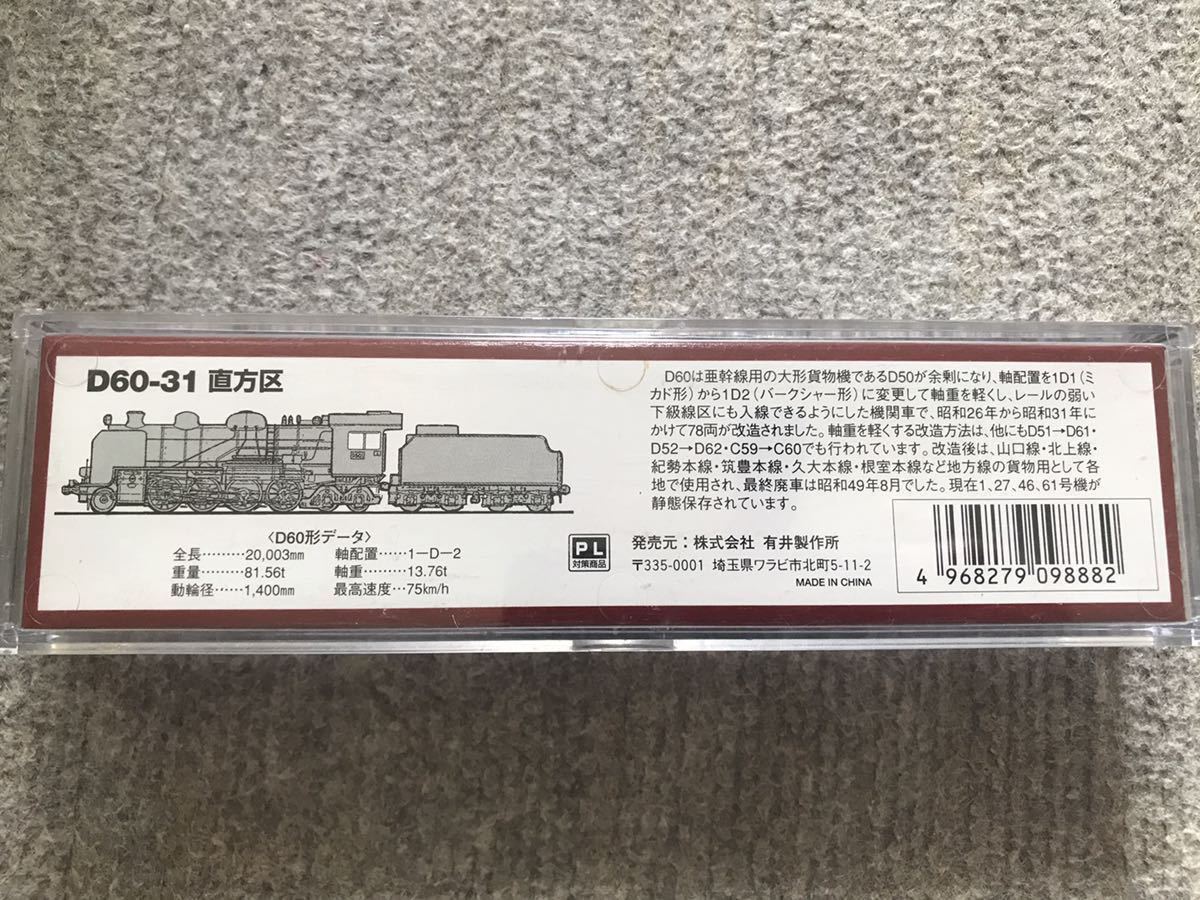 D60-31 直方区
〈D60形データ〉
全長………20,003mm 軸配置……1ーDー2
重量………81.56t 軸重………13.76t
動輪径……1,400mm 最高速度…75km/h
D60は亜幹線用の大形貨物機であるD50が余剰になり、軸配置を1D1(ミ
カド形)から1D2(バークシャー形)に変更して軸重を軽くし、レールの弱い
下級線区にも入線できるようにした機関車で、昭和26年から昭和31年に
かけて78両が改造されました。軸重を軽くする改造方法は、他にもD51→D61・
D52→D62・C59→C60でも行われています。改造後は、山口線・北上線・
紀勢本線・筑豊本線・久大本線・根室本線など地方線の貨物用として各
地で使用され、最終廃車は昭和49年8月でした。現在1、27、46、61号機が
静態保存されています。
PL
対策商品
発売元:株式会社 有井製作所
〒335-0001 埼玉県ワラビ市北町5-11-2
MADE IN CHINA
4 968279 098882